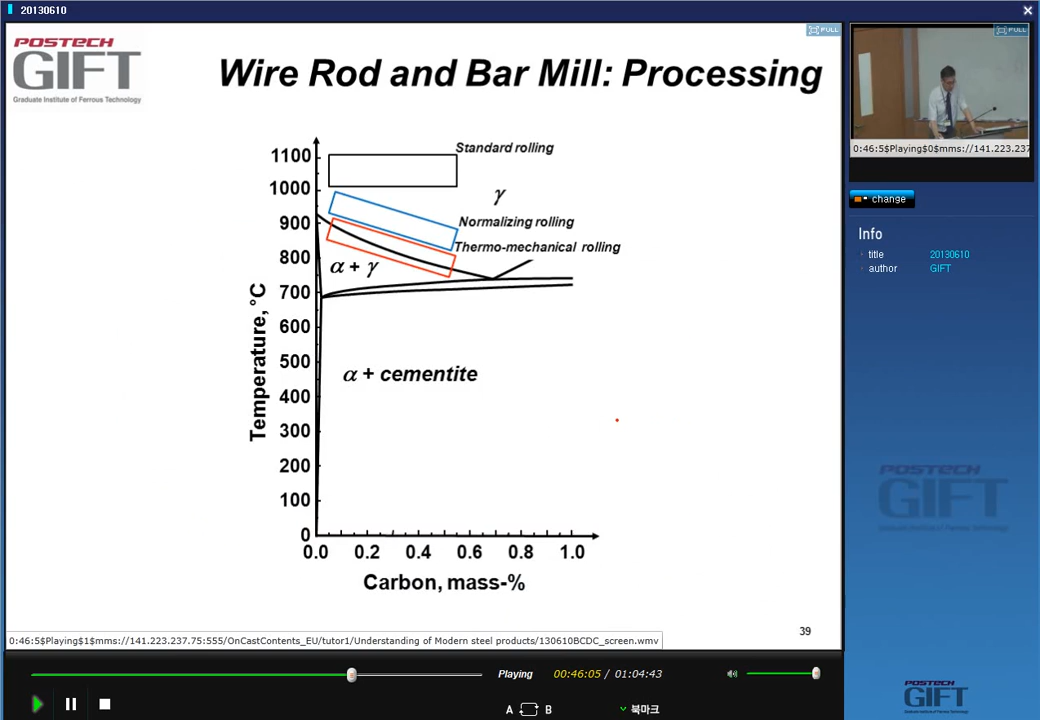 20130610
POSTECH
GIFT
Graduate Institute of Ferrous Technology
Wire Rod and Bar Mill: Processing
FULL
FULL
0:46:5$Playing$0$mms://141.223.237
change
Info
title 20130610
author GIFT
Standard rolling
γ
Normalizing rolling
Thermo-mechanical rolling
α + γ
α + cementite
Temperature, °C
1100
1000
900
800
700
600
500
400
300
200
100
0
0.0 0.2 0.4 0.6 0.8 1.0
Carbon, mass-%
39
POSTECH
GIFT
0:46:5$Playing$1$mms://141.223.237.75:555/OnCastContents_EU/tutor1/Understanding of Modern steel products/130610BCDC_screen.wmv
Playing 00:46:05 / 01:04:43
A B 북마크
POSTECH
GIFT